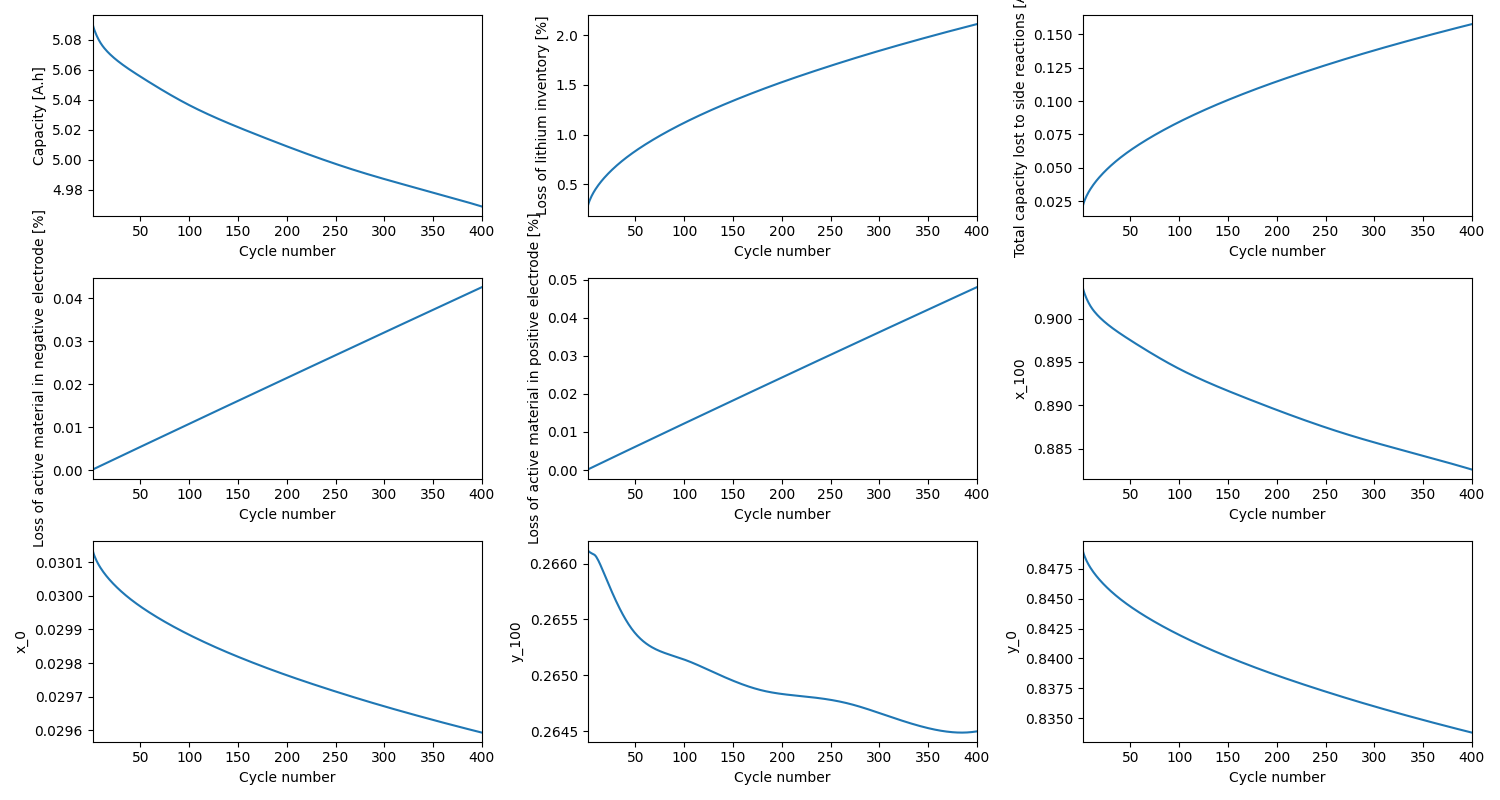 Capacity [A.h]
5.08
5.06
5.04
5.02
5.00
4.98
50 100 150 200 250 300 350 400
Cycle number
Loss of lithium inventory [%]
2.0
1.5
1.0
0.5
50 100 150 200 250 300 350 400
Cycle number
Total capacity lost to side reactions [A
0.150
0.125
0.100
0.075
0.050
0.025
50 100 150 200 250 300 350 400
Cycle number
Loss of active material in negative electrode [%]
0.04
0.03
0.02
0.01
0.00
50 100 150 200 250 300 350 400
Cycle number
Loss of active material in positive electrode [%]
0.05
0.04
0.03
0.02
0.01
0.00
50 100 150 200 250 300 350 400
Cycle number
x_100
0.900
0.895
0.890
0.885
50 100 150 200 250 300 350 400
Cycle number
x_0
0.0301
0.0300
0.0299
0.0298
0.0297
0.0296
50 100 150 200 250 300 350 400
Cycle number
y_100
0.2660
0.2655
0.2650
0.2645
50 100 150 200 250 300 350 400
Cycle number
y_0
0.8475
0.8450
0.8425
0.8400
0.8375
0.8350
50 100 150 200 250 300 350 400
Cycle number